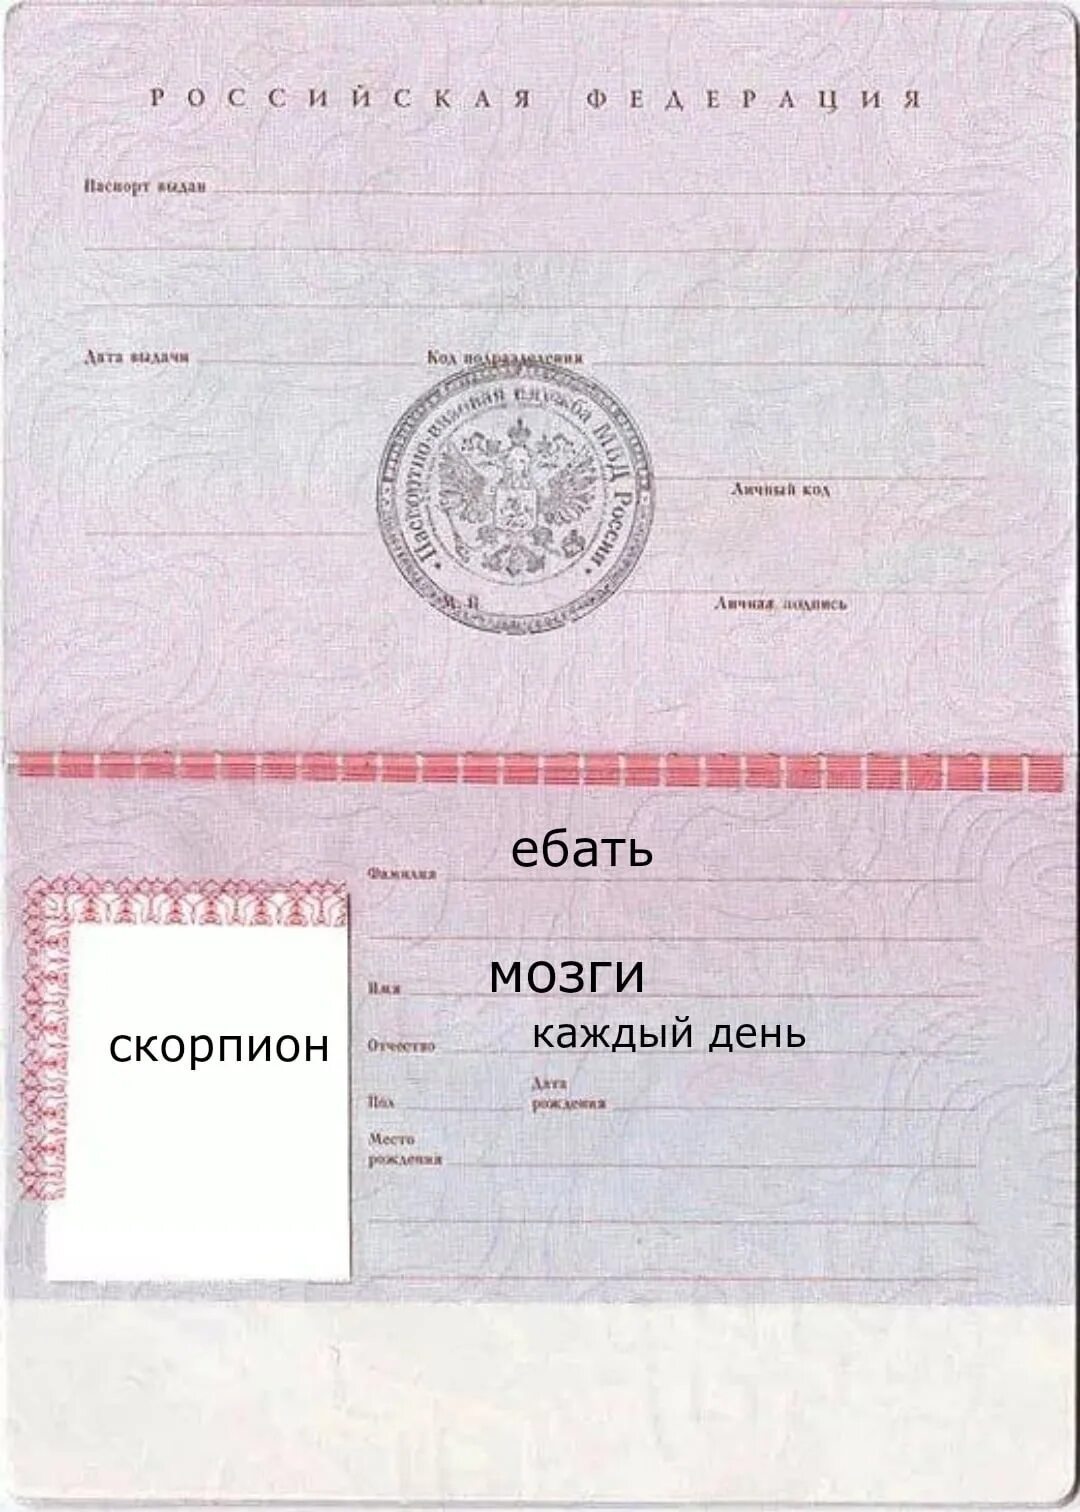 РОССИЙСКАЯ ФЕДЕРАЦИЯ
Паспорт выдан
Дата выдачи Код подразделения
Паспортно-визовая служба МВД России
Личный код
М. П.
Личная подпись
ебать
Фамилия
мозги
Имя
каждый день
скорпион
Отчество
Пол
Дата
рождения
Место
рождения